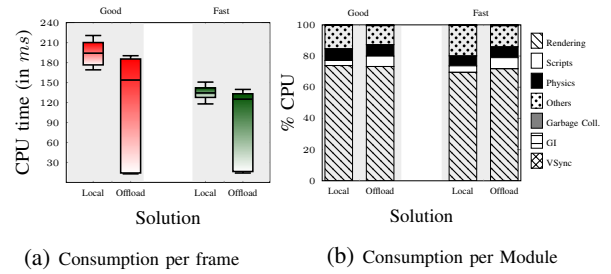 Good Fast
240
210
180
150
120
90
60
30
CPU time (in ms)
Local Offload Local Offload
Solution
(a) Consumption per frame
Good Fast
100
80
60
40
20
0
% CPU
Local Offload Local Offload
Solution
Rendering
Scripts
Physics
Others
Garbage Coll.
GI
VSync
(b) Consumption per Module